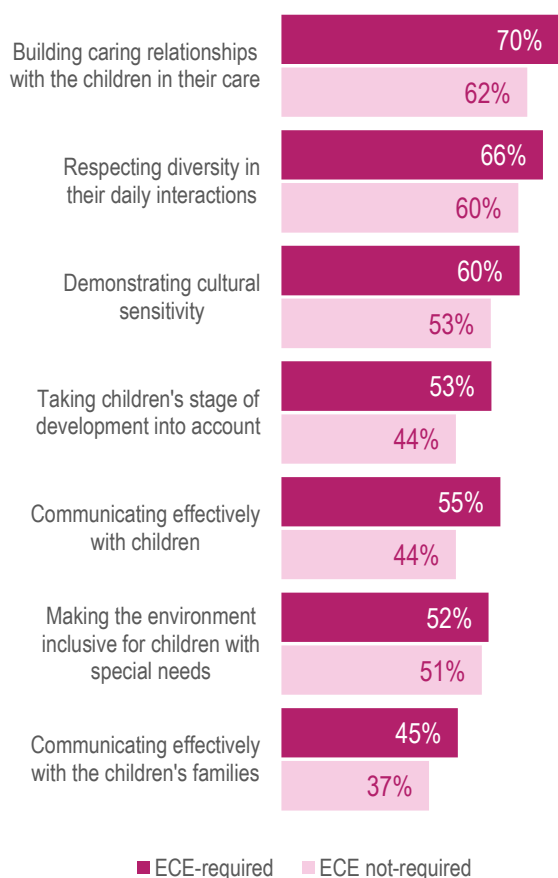 Building caring relationships
with the children in their care
70%
62%
Respecting diversity in
their daily interactions
66%
60%
Demonstrating cultural
sensitivity
60%
53%
Taking children's stage of
development into account
53%
44%
Communicating effectively
with children
55%
44%
Making the environment
inclusive for children with
special needs
52%
51%
Communicating effectively
with the children's families
45%
37%
ECE-required ECE not-required